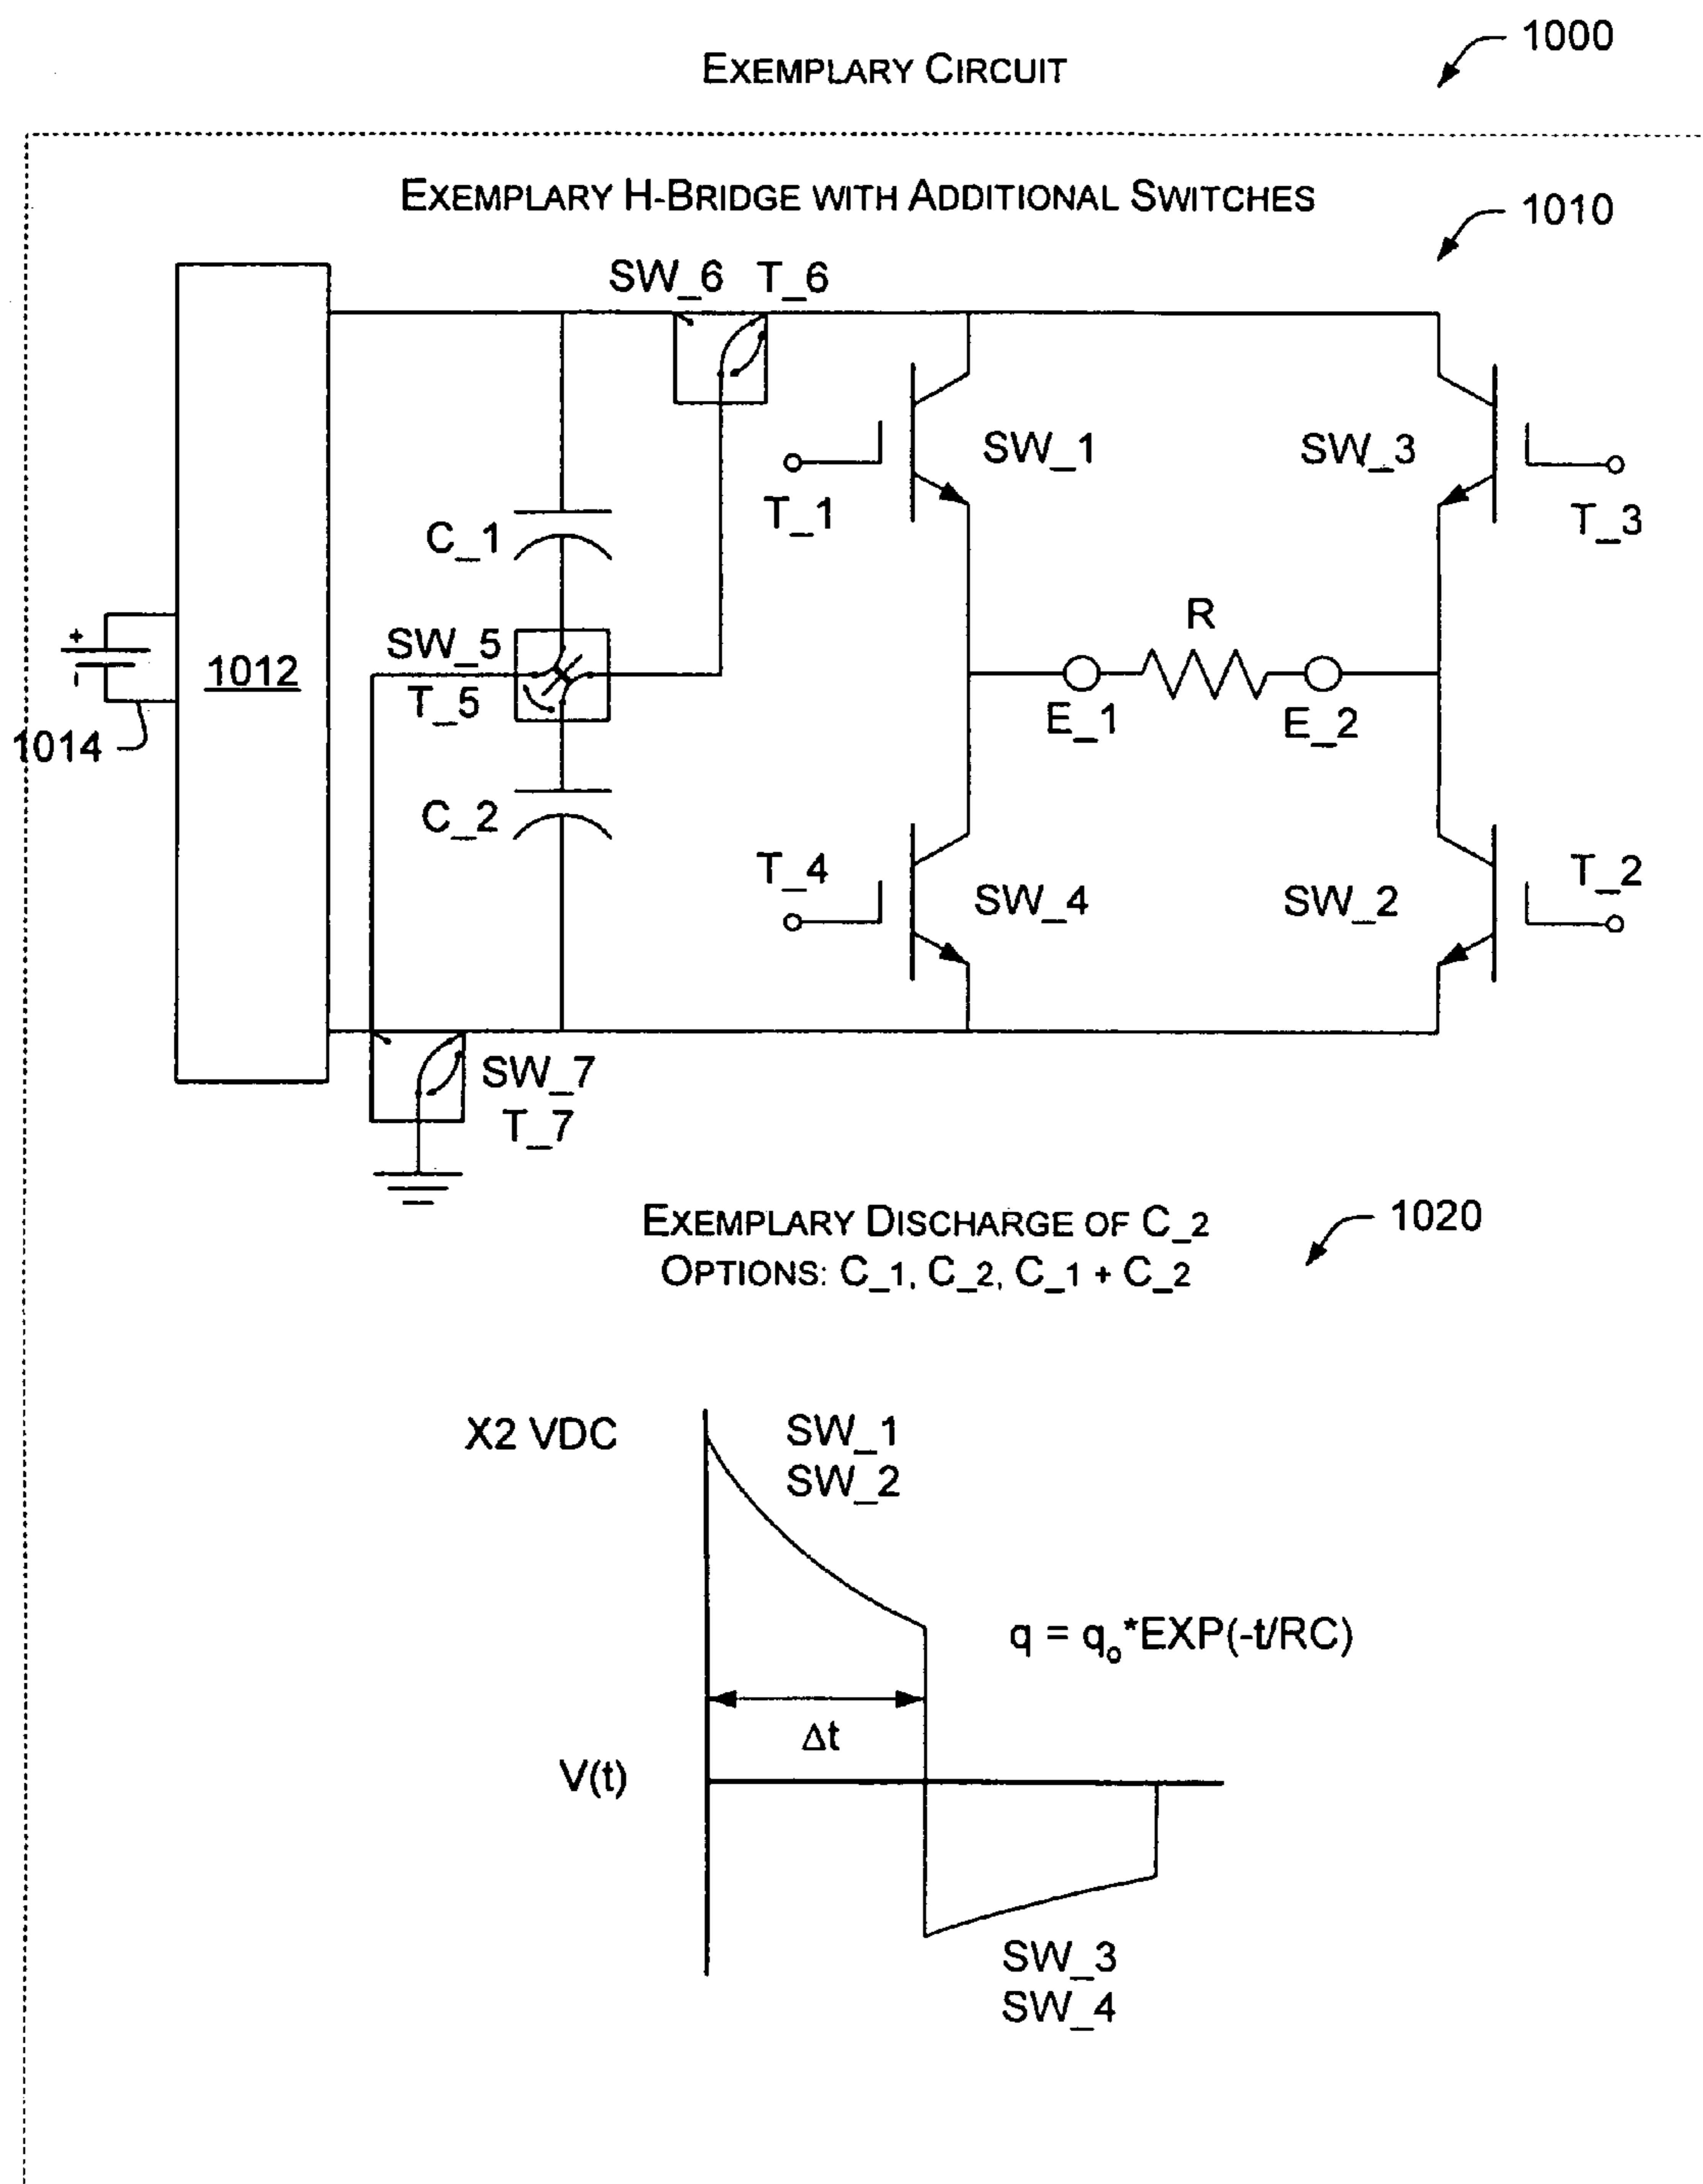 1000
EXEMPLARY CIRCUIT
EXEMPLARY H-BRIDGE WITH ADDITIONAL SWITCHES
1010
SW_6 T_6
SW_1
SW_3
T_1
T_3
C_1
+
-
1012
SW_5
T_5
R
E_1
E_2
1014
C_2
T_4
T_2
SW_4
SW_2
SW_7
T_7
EXEMPLARY DISCHARGE OF C_2
OPTIONS: C_1, C_2, C_1 + C_2
1020
X2 VDC
SW_1
SW_2
q = qo*EXP(-t/RC)
Δt
V(t)
SW_3
SW_4